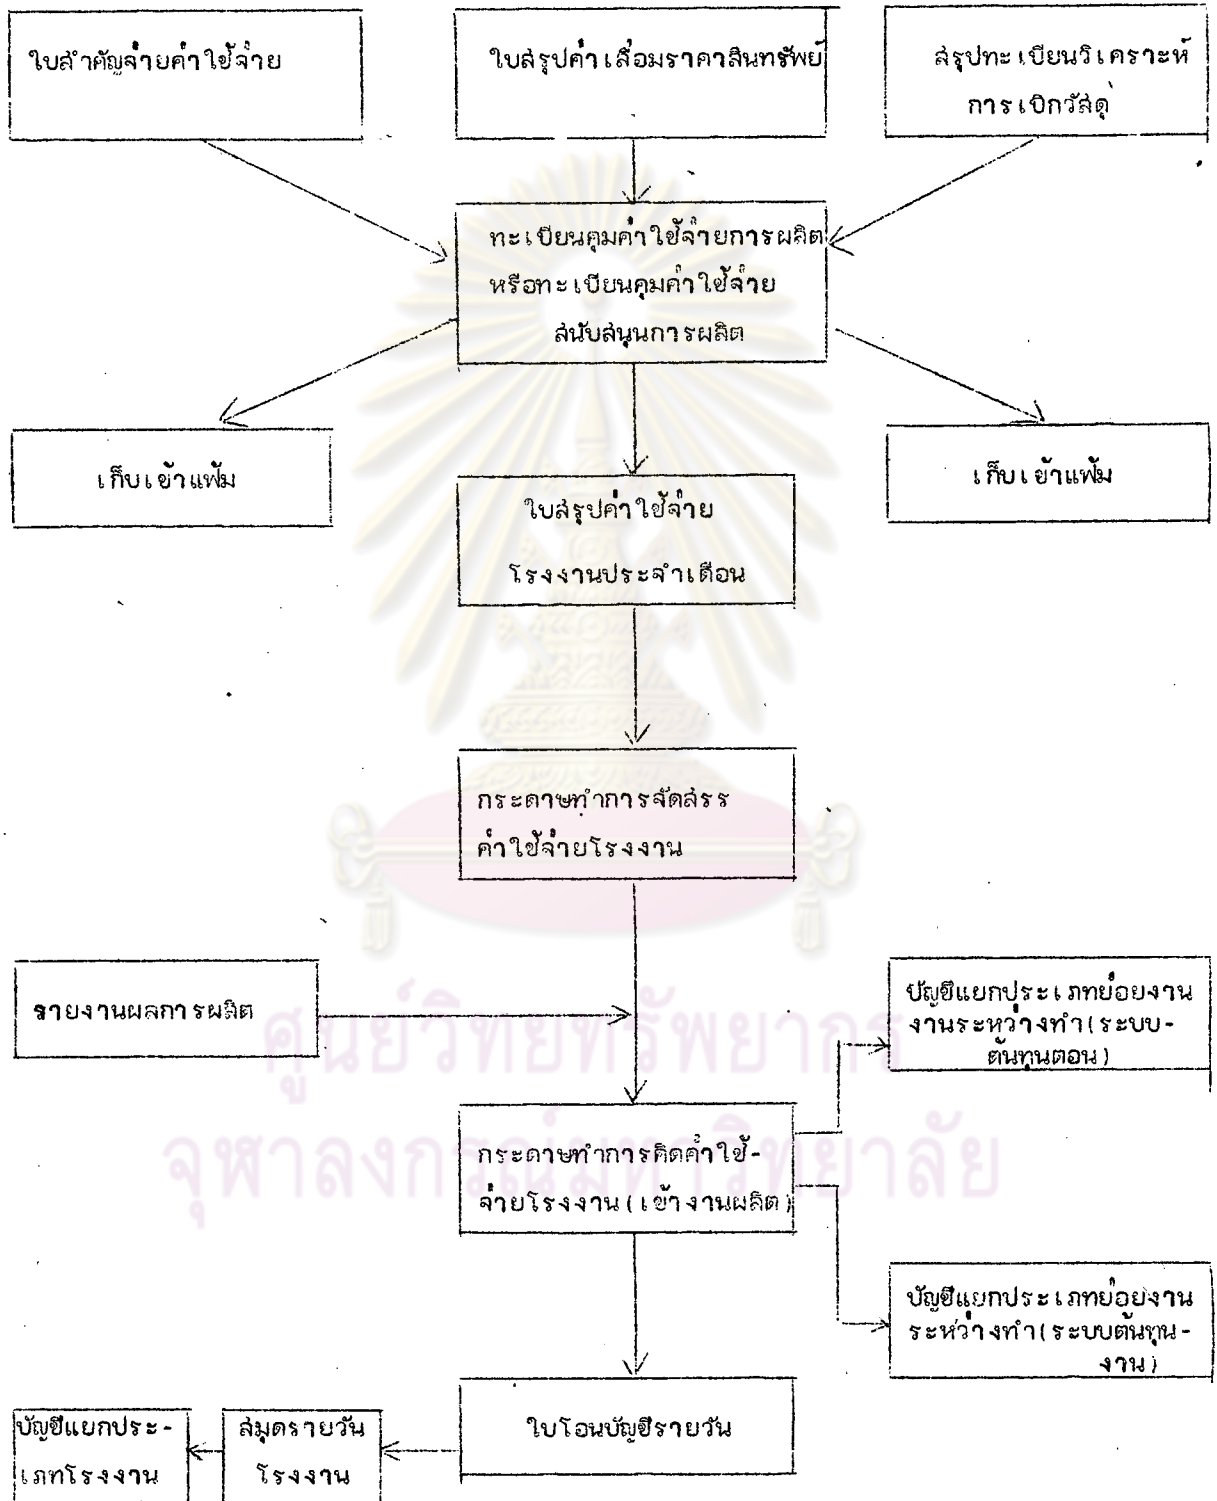 ใบสำคัญจ่ายค่าใช้จ่าย
ใบสรุปค่าเสื่อมราคาสินทรัพย์
สรุปทะเบียนวิเคราะห์
การเบิกวัสดุ
ทะเบียนคุมค่าใช้จ่ายการผลิต
หรือทะเบียนคุมค่าใช้จ่าย
สนับสนุนการผลิต
เก็บเข้าแฟ้ม
เก็บเข้าแฟ้ม
ใบสรุปค่าใช้จ่าย
โรงงานประจำเดือน
กระดาษทำการจัดสรร
ค่าใช้จ่ายโรงงาน
รายงานผลการผลิต
บัญชีแยกประเภทย่อยงาน
งานระหว่างทำ(ระบบ-
ต้นทุนตอน)
ศูนย์วิทยทรัพยากร
จุฬาลงกรณ์มหาวิทยาลัย
กระดาษทำการคิดค่าใช้-
จ่ายโรงงาน(เข้างานผลิต)
บัญชีแยกประเภทย่อยงาน
ระหว่างทำ(ระบบต้นทุน-
งาน)
ใบโอนบัญชีรายวัน
สมุดรายวัน
โรงงาน
บัญชีแยกประ-
เภทโรงงาน